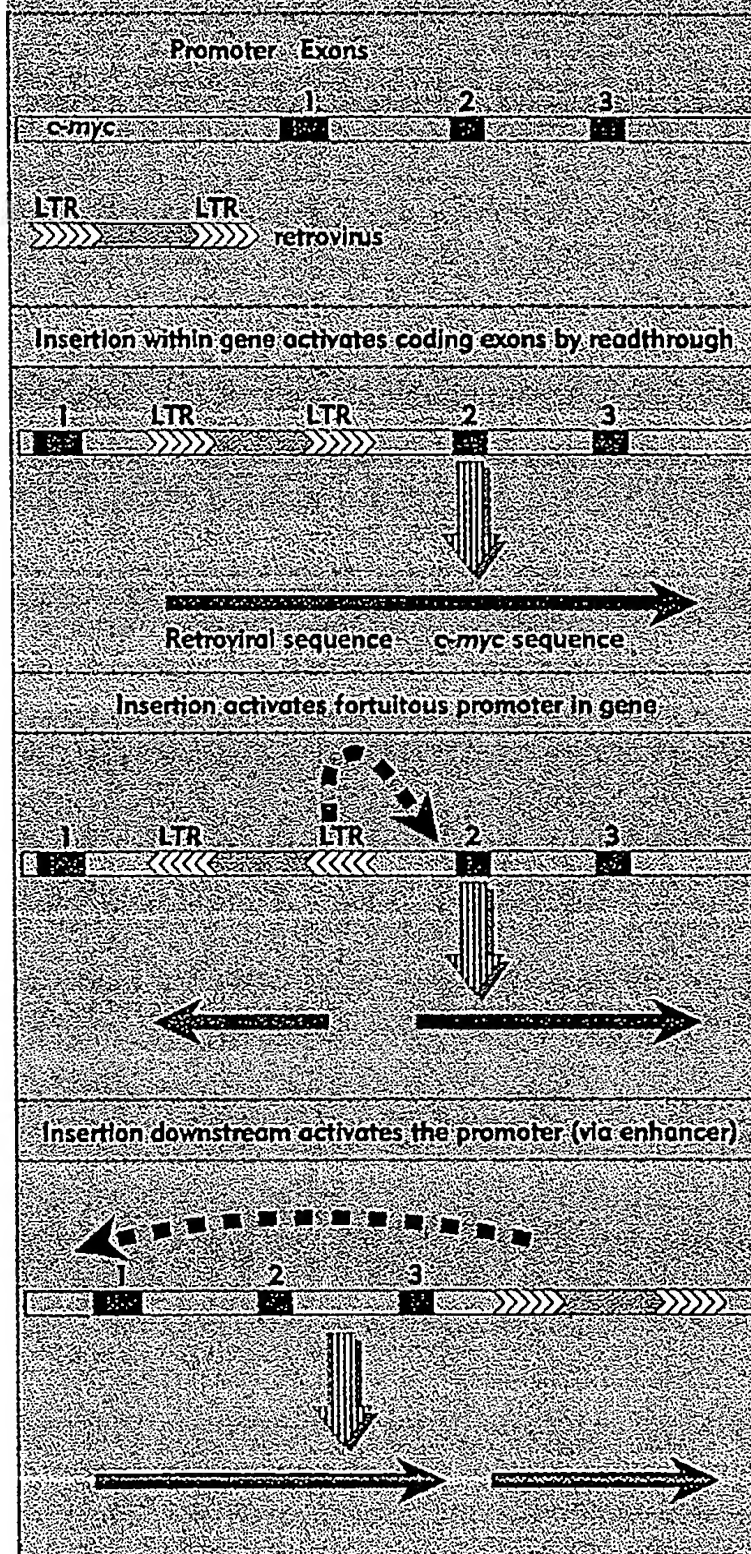 Promoter Exons
1 2 3
c-myc
LTR LTR
retrovirus
Insertion within gene activates coding exons by readthrough
1 LTR LTR 2 3
Retroviral sequence c-myc sequence
Insertion activates fortuitous promoter in gene
1 LTR LTR 2 3
Insertion downstream activates the promoter (via enhancer)
1 2 3